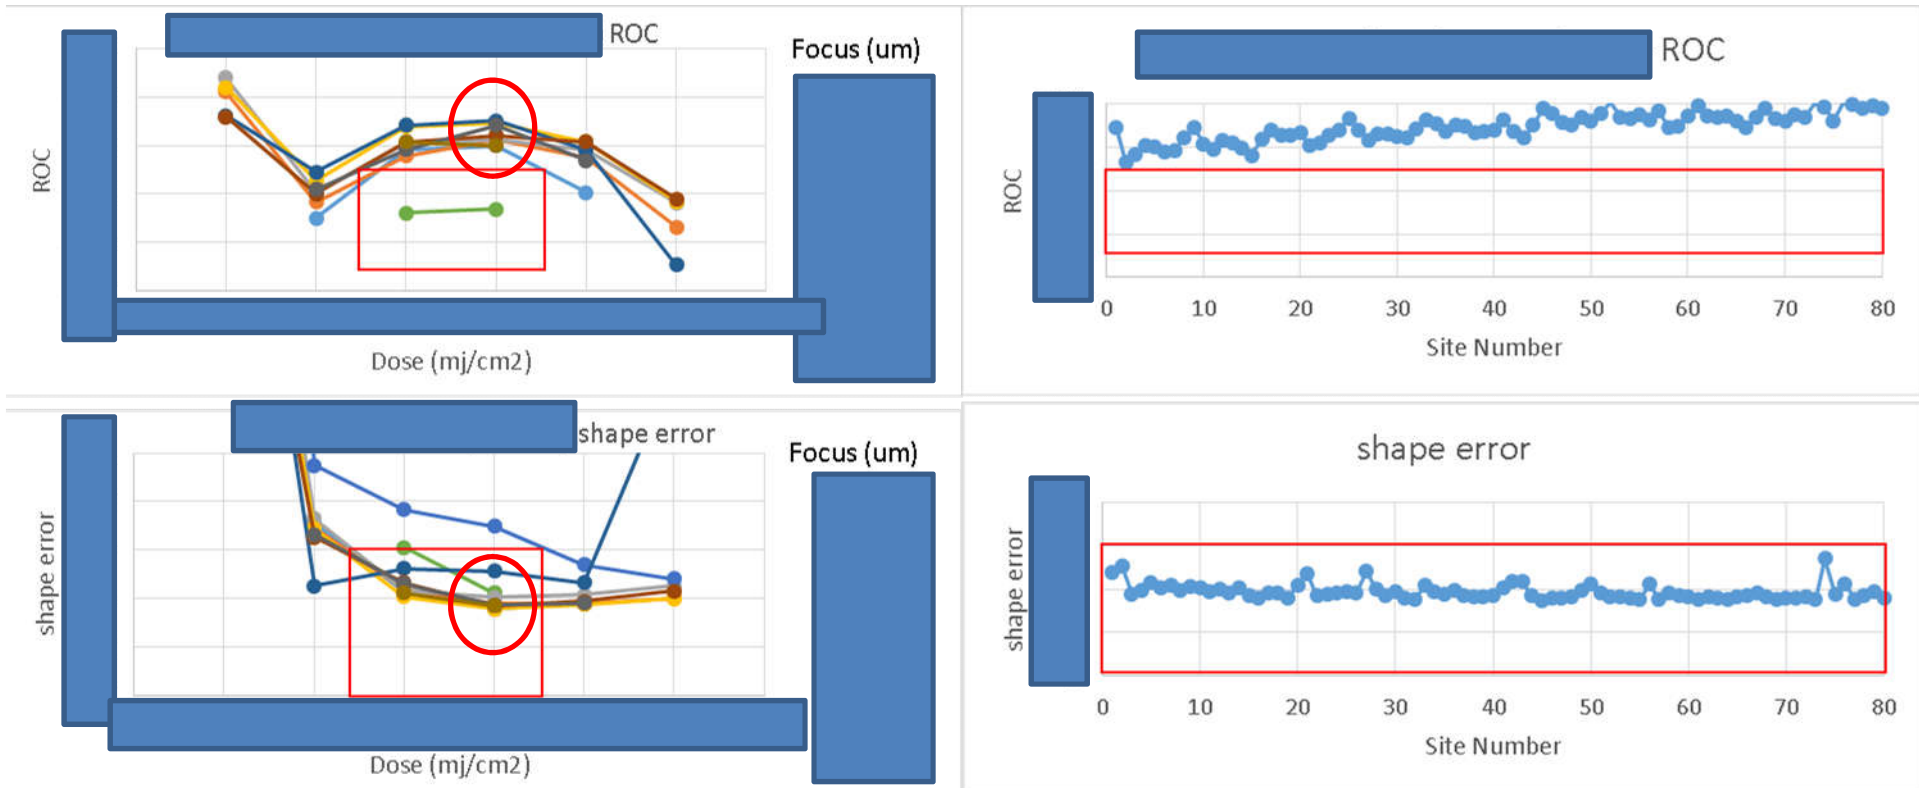 ROC
Focus (um)
ROC
Dose (mj/cm2)
ROC
ROC
0 10 20 30 40 50 60 70 80
Site Number
shape error
Focus (um)
shape error
Dose (mj/cm2)
shape error
shape error
0 10 20 30 40 50 60 70 80
Site Number